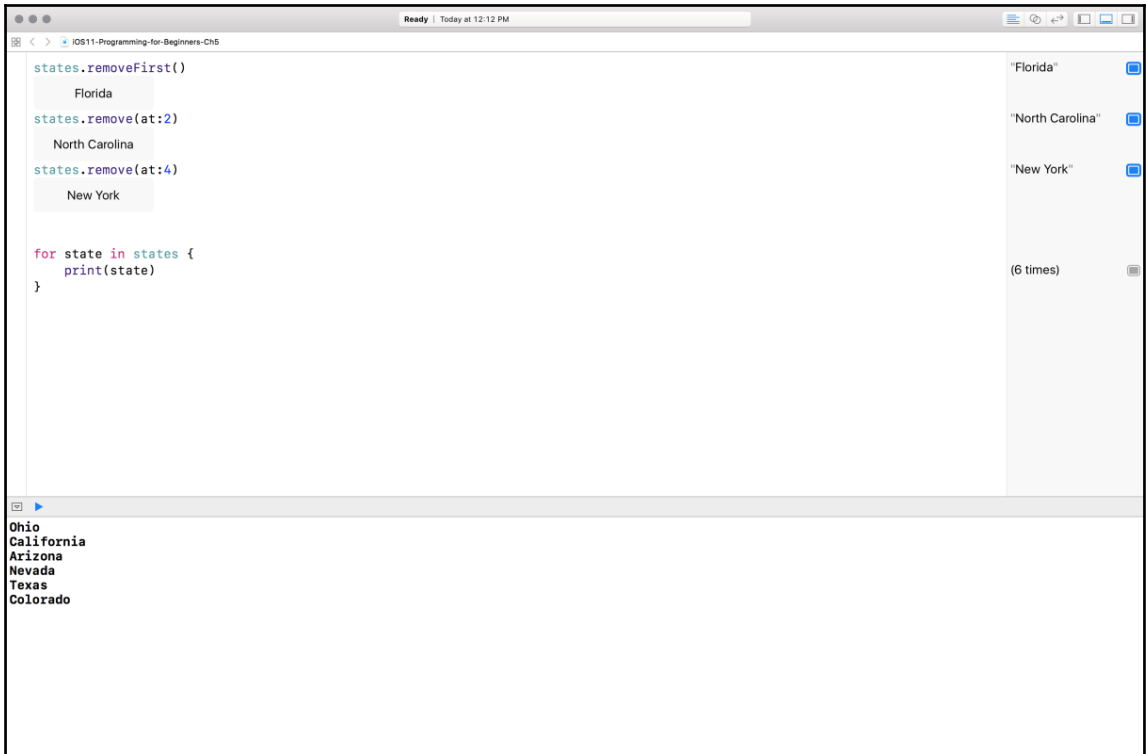 Ready | Today at 12:12 PM
iOS11-Programming-for-Beginners-Ch5
states.removeFirst() "Florida"
Florida
states.remove(at:2) "North Carolina"
North Carolina
states.remove(at:4) "New York"
New York
for state in states {
    print(state) (6 times)
}
Ohio
California
Arizona
Nevada
Texas
Colorado